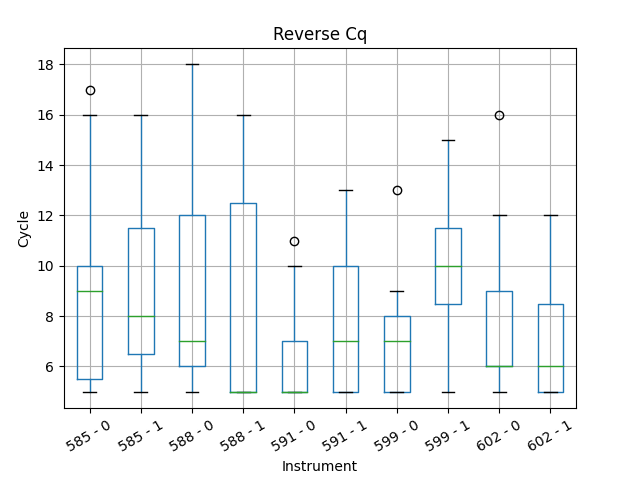 Reverse Cq
18
16
14
12
10
8
6
Cycle
585 - 0
585 - 1
588 - 0
588 - 1
591 - 0
591 - 1
599 - 0
599 - 1
602 - 0
602 - 1
Instrument